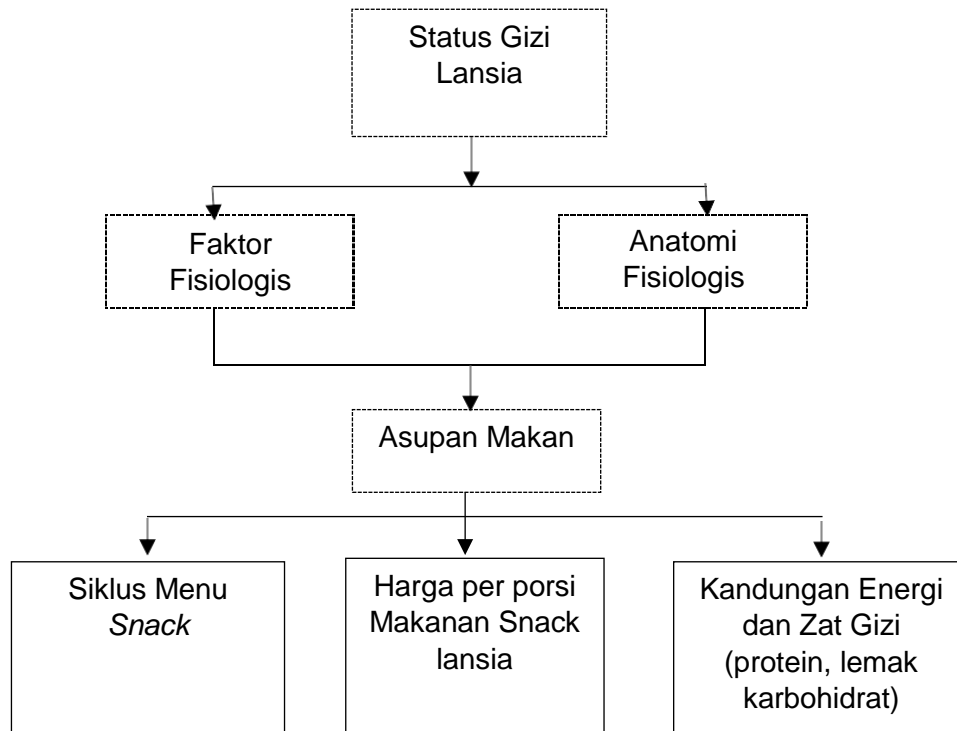 Status Gizi
Lansia
Faktor
Fisiologis
Anatomi
Fisiologis
Asupan Makan
Siklus Menu
Snack
Harga per porsi
Makanan Snack
lansia
Kandungan Energi
dan Zat Gizi
(protein, lemak
karbohidrat)